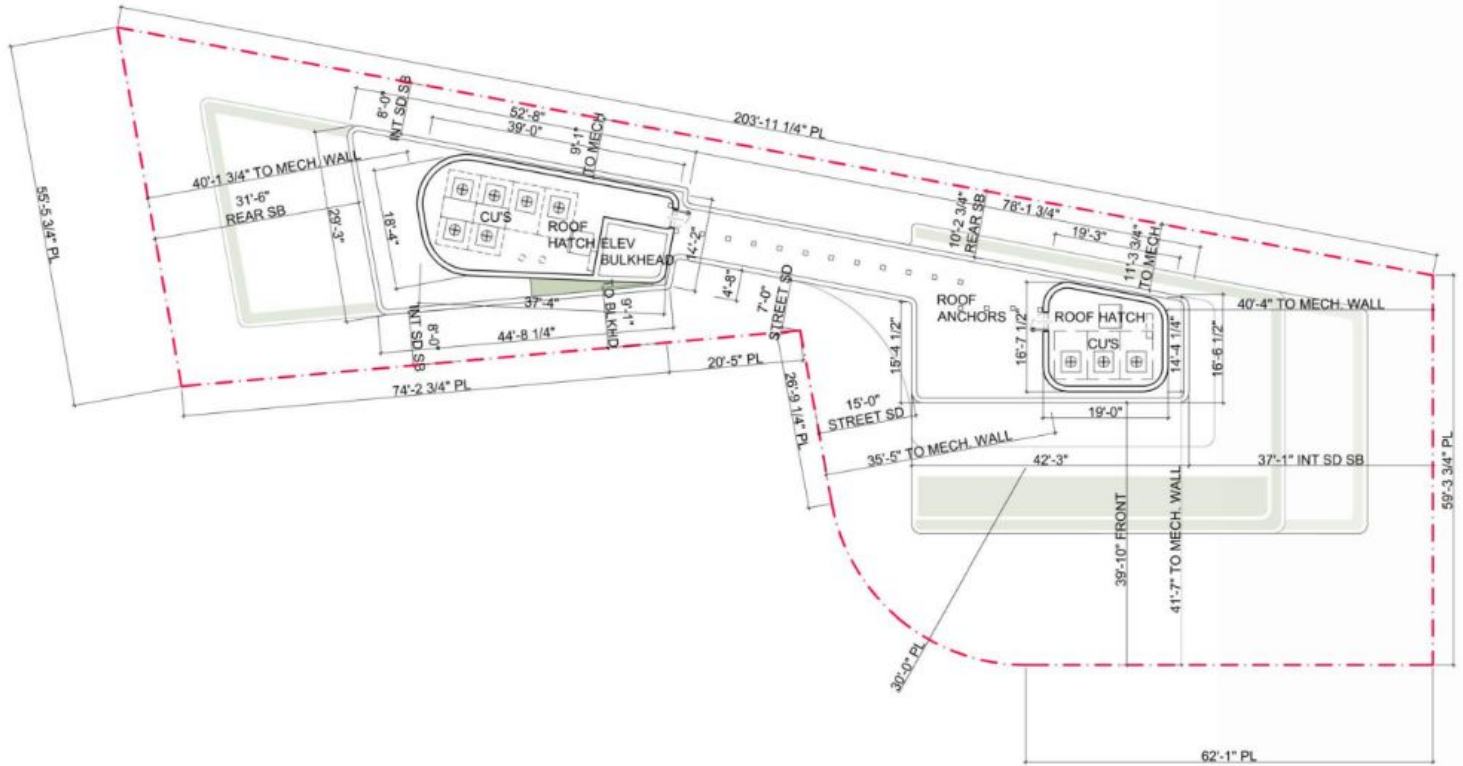 203'-11 1/4" PL
55'-5 3/4" PL
8'-0"
INT SD SB
52'-8"
39'-0"
9'-1"
TO MECH
40'-1 3/4" TO MECH. WALL
31'-6"
REAR SB
29'-3"
18'-4"
CU'S
ROOF
HATCH
ELEV
BULKHEAD
14'-2"
4'-8"
37'-4"
44'-8 1/4"
8'-0"
INT SD SB
9'-1"
TO BLKHD.
7'-0"
STREET SD
74'-2 3/4" PL
20'-5" PL
26'-9 1/4" PL
10'-2 3/4"
REAR SB
78'-1 3/4"
19'-3"
11'-3 3/4"
TO MECH
40'-4" TO MECH. WALL
ROOF
ANCHORS
ROOF HATCH
CU'S
15'-4 1/2"
16'-7 1/2"
14'-4 1/4"
16'-6 1/2"
19'-0"
15'-0"
STREET SD
35'-5" TO MECH. WALL
42'-3"
37'-1" INT SD SB
39'-10" FRONT
41'-7" TO MECH. WALL
59'-3 3/4" PL
30'-0" PL
62'-1" PL